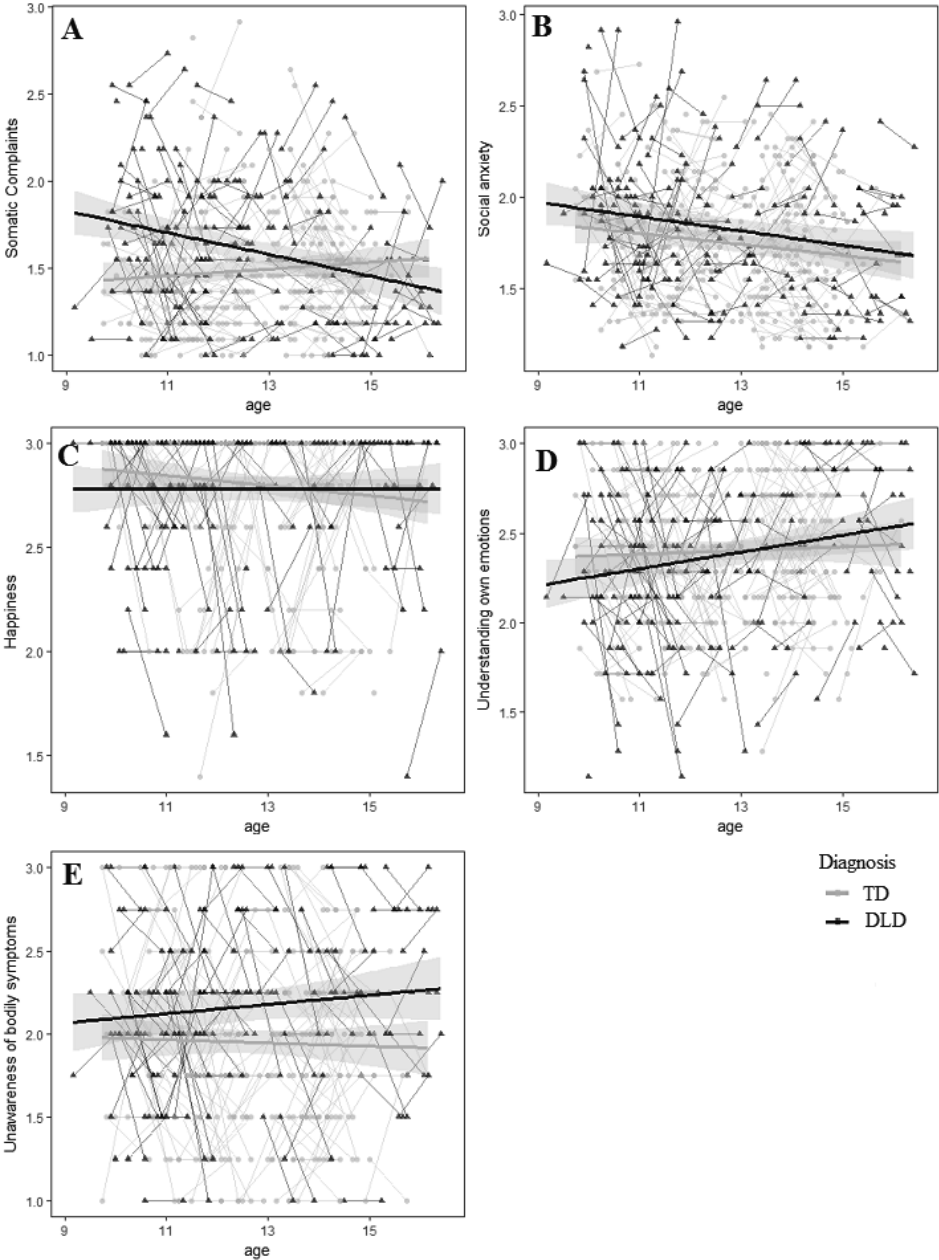 A
Somatic Complaints
3.0
2.5
2.0
1.5
1.0
9 11 13 15
age
B
Social anxiety
3.0
2.5
2.0
1.5
9 11 13 15
age
C
Happiness
3.0
2.5
2.0
1.5
9 11 13 15
age
D
Understanding own emotions
3.0
2.5
2.0
1.5
9 11 13 15
age
E
Unawareness of bodily symptoms
3.0
2.5
2.0
1.5
1.0
9 11 13 15
age
Diagnosis
TD
DLD